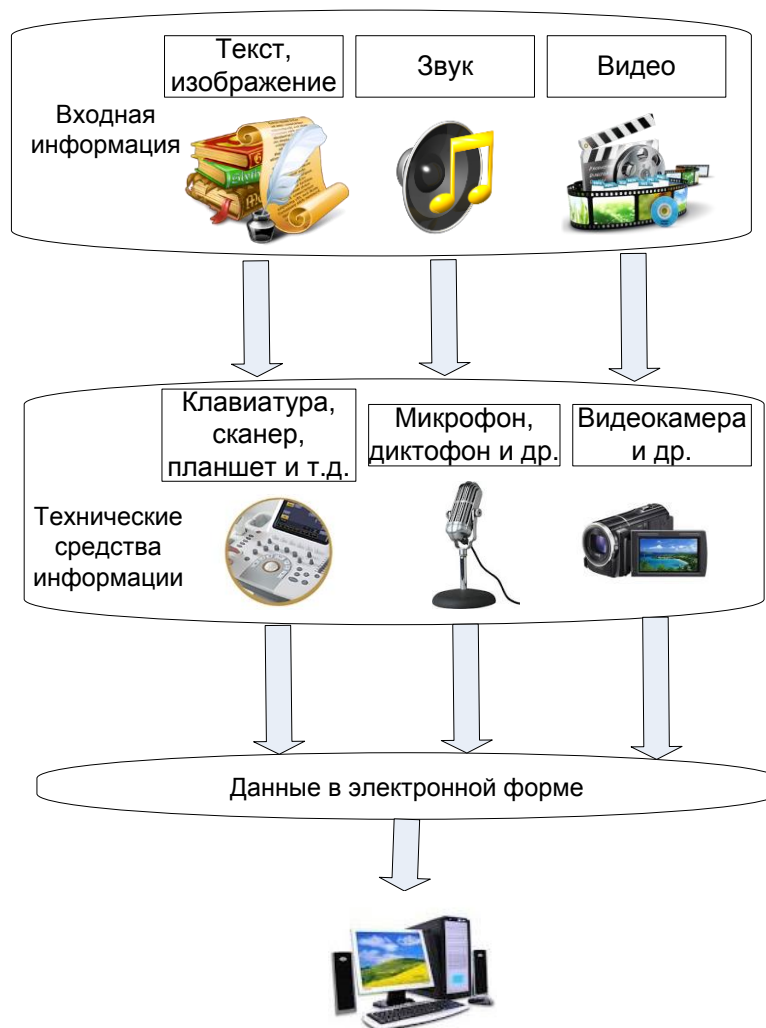 Текст,
изображение
Звук
Видео
Входная
информация
Клавиатура,
сканер,
планшет и т.д.
Микрофон,
диктофон и др.
Видеокамера
и др.
Технические
средства
информации
Данные в электронной форме